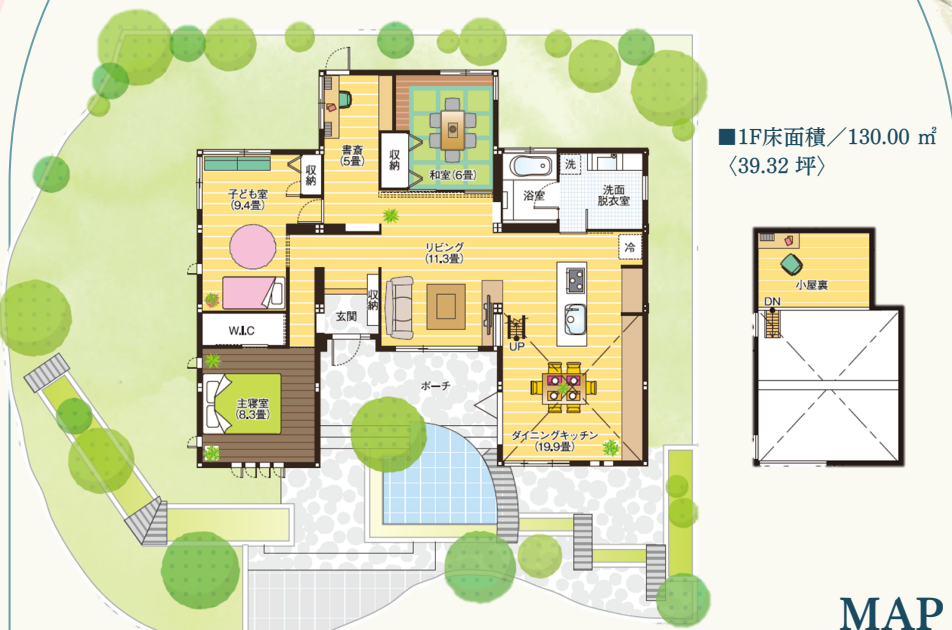 ■1F床面積／130.00 ㎡
〈39.32 坪〉
書斎
(5畳)
収納
和室(6畳)
子ども室
(9.4畳)
収納
浴室
洗
洗面
脱衣室
リビング
(11.3畳)
冷
玄関
収納
W.I.C
UP
ポーチ
主寝室
(8.3畳)
ダイニングキッチン
(19.9畳)
小屋裏
DN
MAP